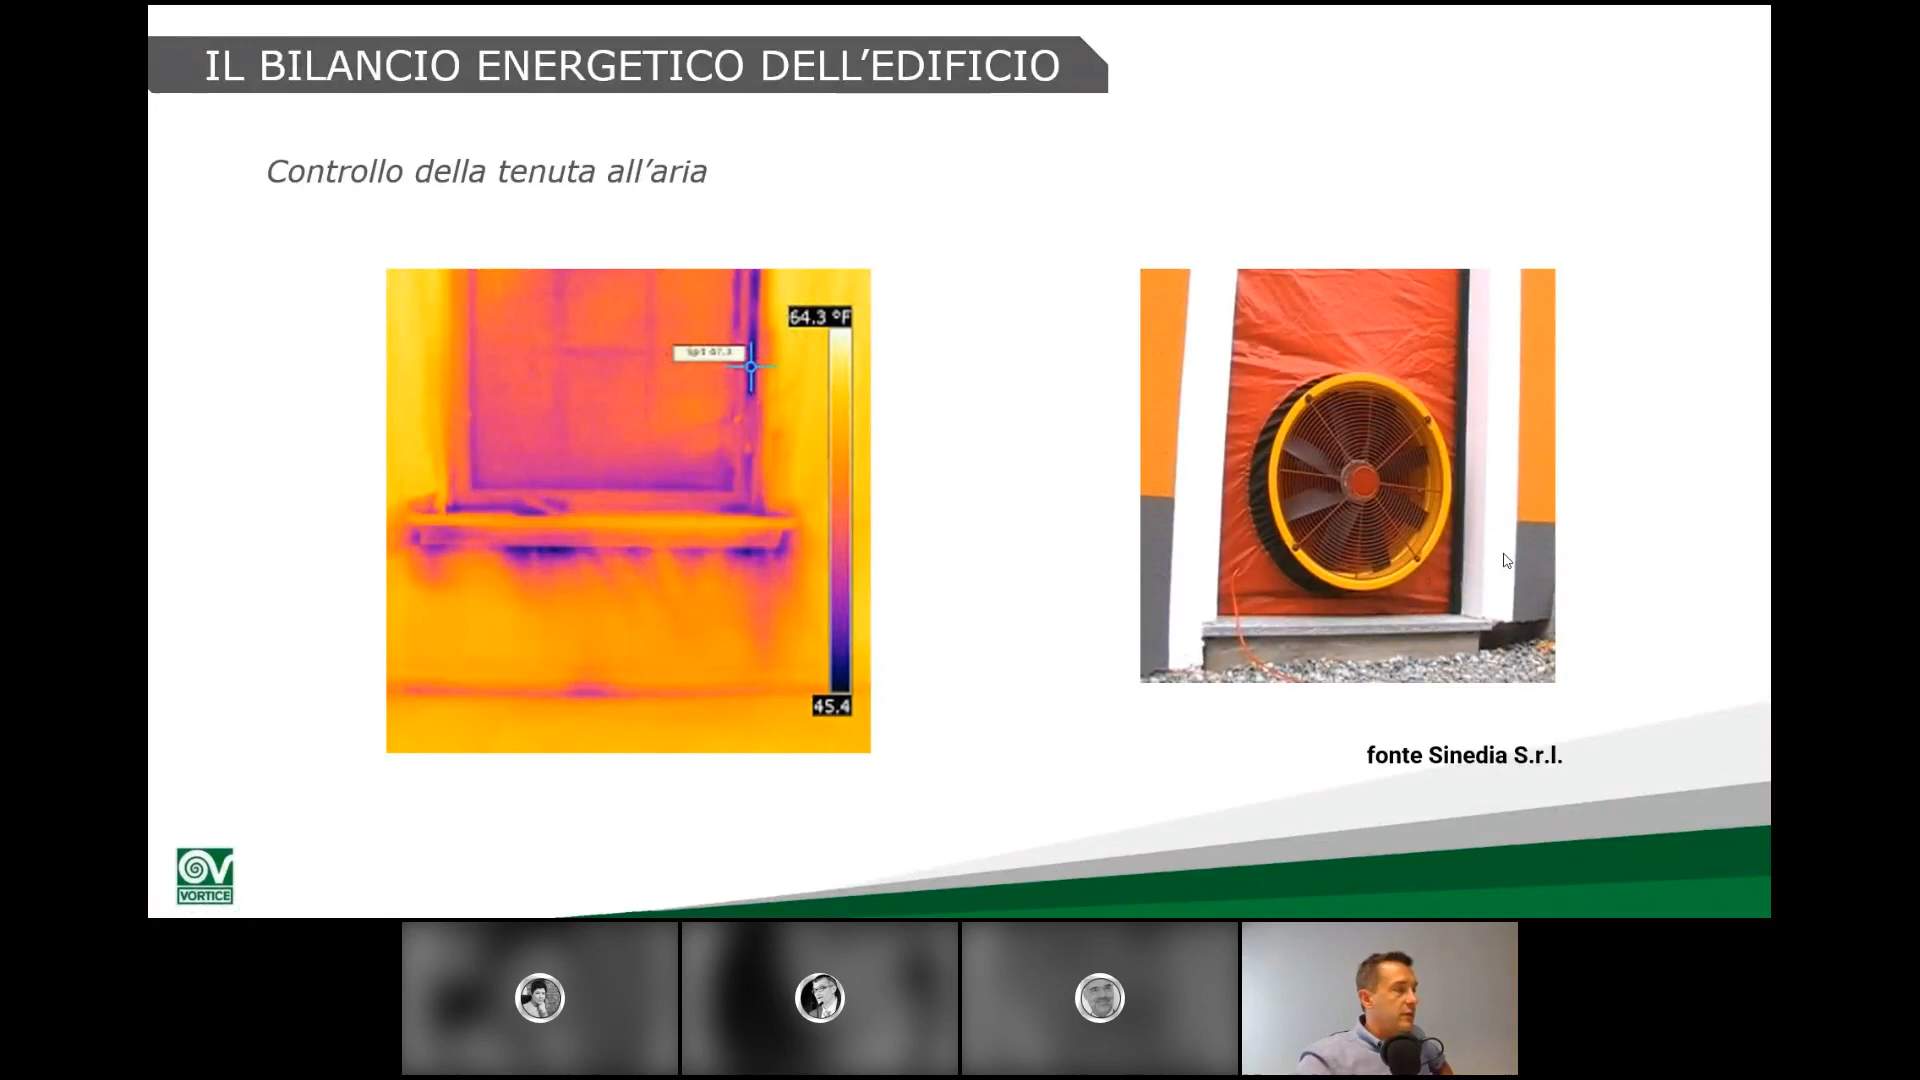 IL BILANCIO ENERGETICO DELL’EDIFICIO
Controllo della tenuta all’aria
64.3 °F
45.4
fonte Sinedia S.r.l.
VORTICE